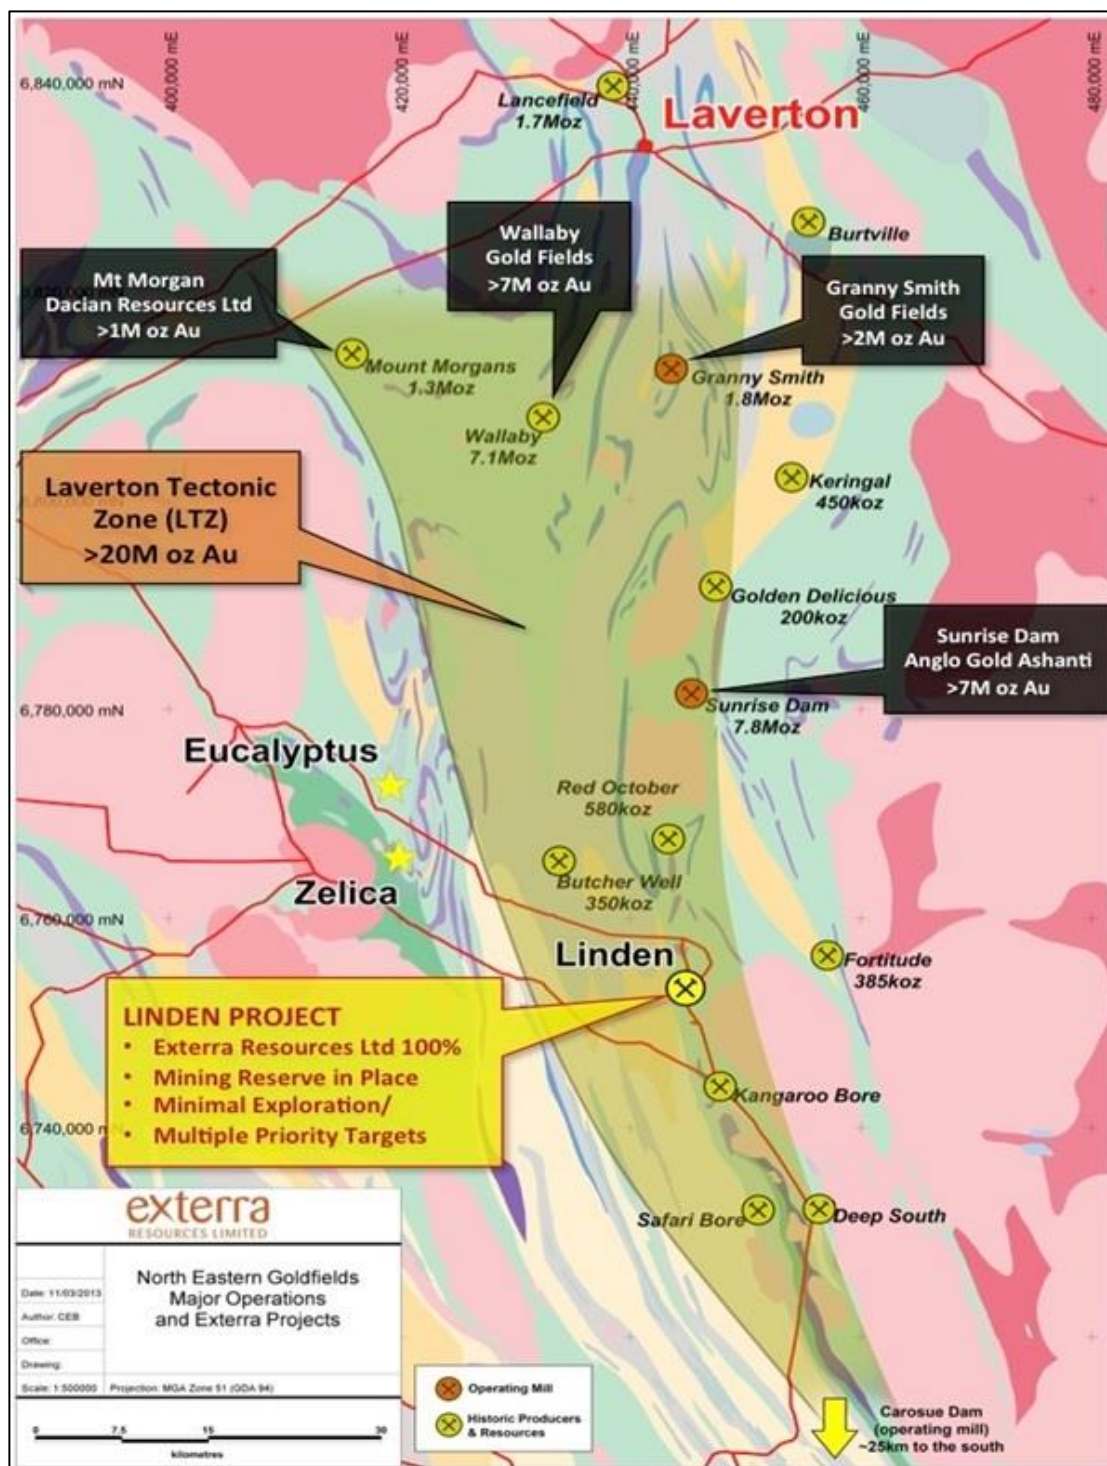 400,000 mE
420,000 mE
440,000 mE
460,000 mE
480,000 mE
6,840,000 mN
Lancefield
1.7Moz
Laverton
Burtville
Wallaby
Gold Fields
>7M oz Au
Mt Morgan
Dacian Resources Ltd
>1M oz Au
Granny Smith
Gold Fields
>2M oz Au
Mount Morgans
1.3Moz
Granny Smith
1.8Moz
Wallaby
7.1Moz
Laverton Tectonic
Zone (LTZ)
>20M oz Au
Keringal
450koz
Golden Delicious
200koz
Sunrise Dam
Anglo Gold Ashanti
>7M oz Au
6,780,000 mN
Sunrise Dam
7.8Moz
Eucalyptus
Red October
580koz
Zelica
Butcher Well
350koz
6,760,000 mN
Linden
Fortitude
385koz
LINDEN PROJECT
• Exterra Resources Ltd 100%
• Mining Reserve in Place
• Minimal Exploration/
• Multiple Priority Targets
Kangaroo Bore
6,740,000 mN
Safari Bore
Deep South
exterra
RESOURCES LIMITED
North Eastern Goldfields
Major Operations
and Exterra Projects
Date: 11/03/2013
Author: CEB
Office:
Drawing:
Scale: 1:500000
Projection: MGA Zone 51 (GDA 94)
0 7.5 15 30
kilometres
Operating Mill
Historic Producers
& Resources
Carosue Dam
(operating mill)
~25km to the south